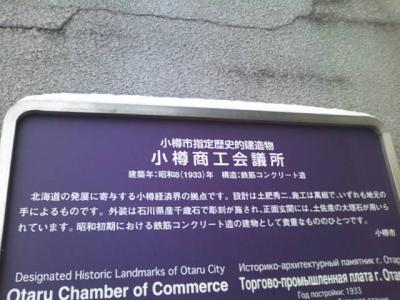 小樽市指定歴史的建造物
小樽商工会議所
建築年：昭和8（1933）年　構造：鉄筋コンクリート造
北海道の発展に寄与する小樽経済界の拠点です。設計は土肥秀二、施工は萬組で、いずれも地元の
手によるものです。外装は石川県産千歳石で彫刻が施され、正面玄関には、土佐産の大理石が用いら
れています。昭和初期における鉄筋コンクリート造の建物として貴重なもののひとつです。
小樽市
Designated Historic Landmarks of Otaru City
Otaru Chamber of Commerce
Историко-архитектурный памятник г. Отар
Торгово-промышленная плата г. Отан
Год постройки: 1933